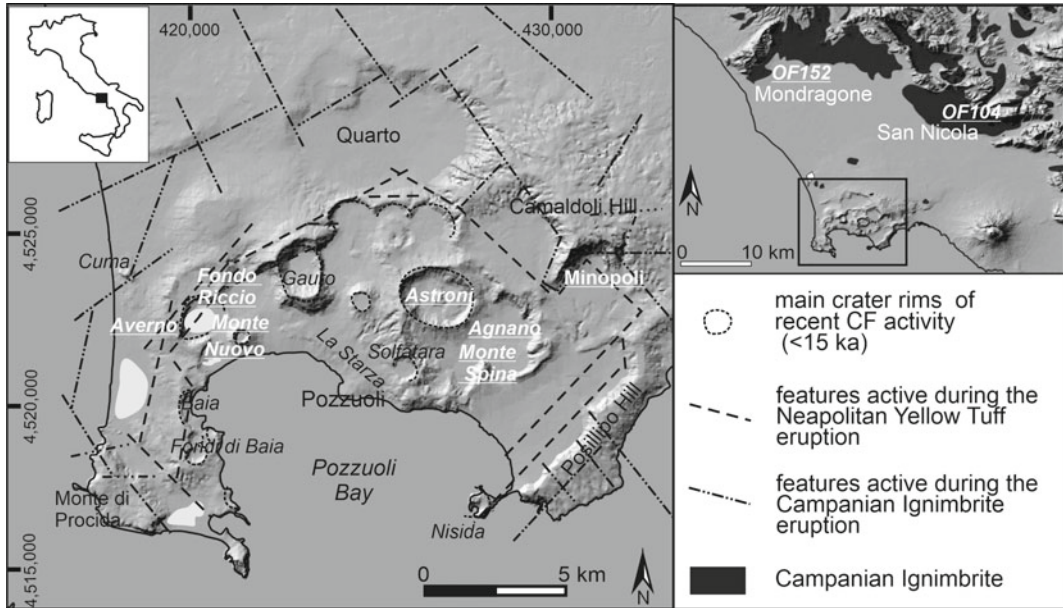 420,000
430,000
4,525,000
4,520,000
4,515,000
Quarto
Camaldoli Hill
Cuma
Fondo
Riccio
Gauro
Astroni
Minopoli
Averno
Monte
Nuovo
Agnano
Monte
Spina
La Starza
Solfatara
Baia
Pozzuoli
Fondi di Baia
Posillipo Hill
Pozzuoli
Bay
Monte di
Procida
Nisida
0
5 km
N
OF152
Mondragone
OF104
San Nicola
N
0
10 km
main crater rims of
recent CF activity
(<15 ka)
features active during the
Neapolitan Yellow Tuff
eruption
features active during the
Campanian Ignimbrite
eruption
Campanian Ignimbrite